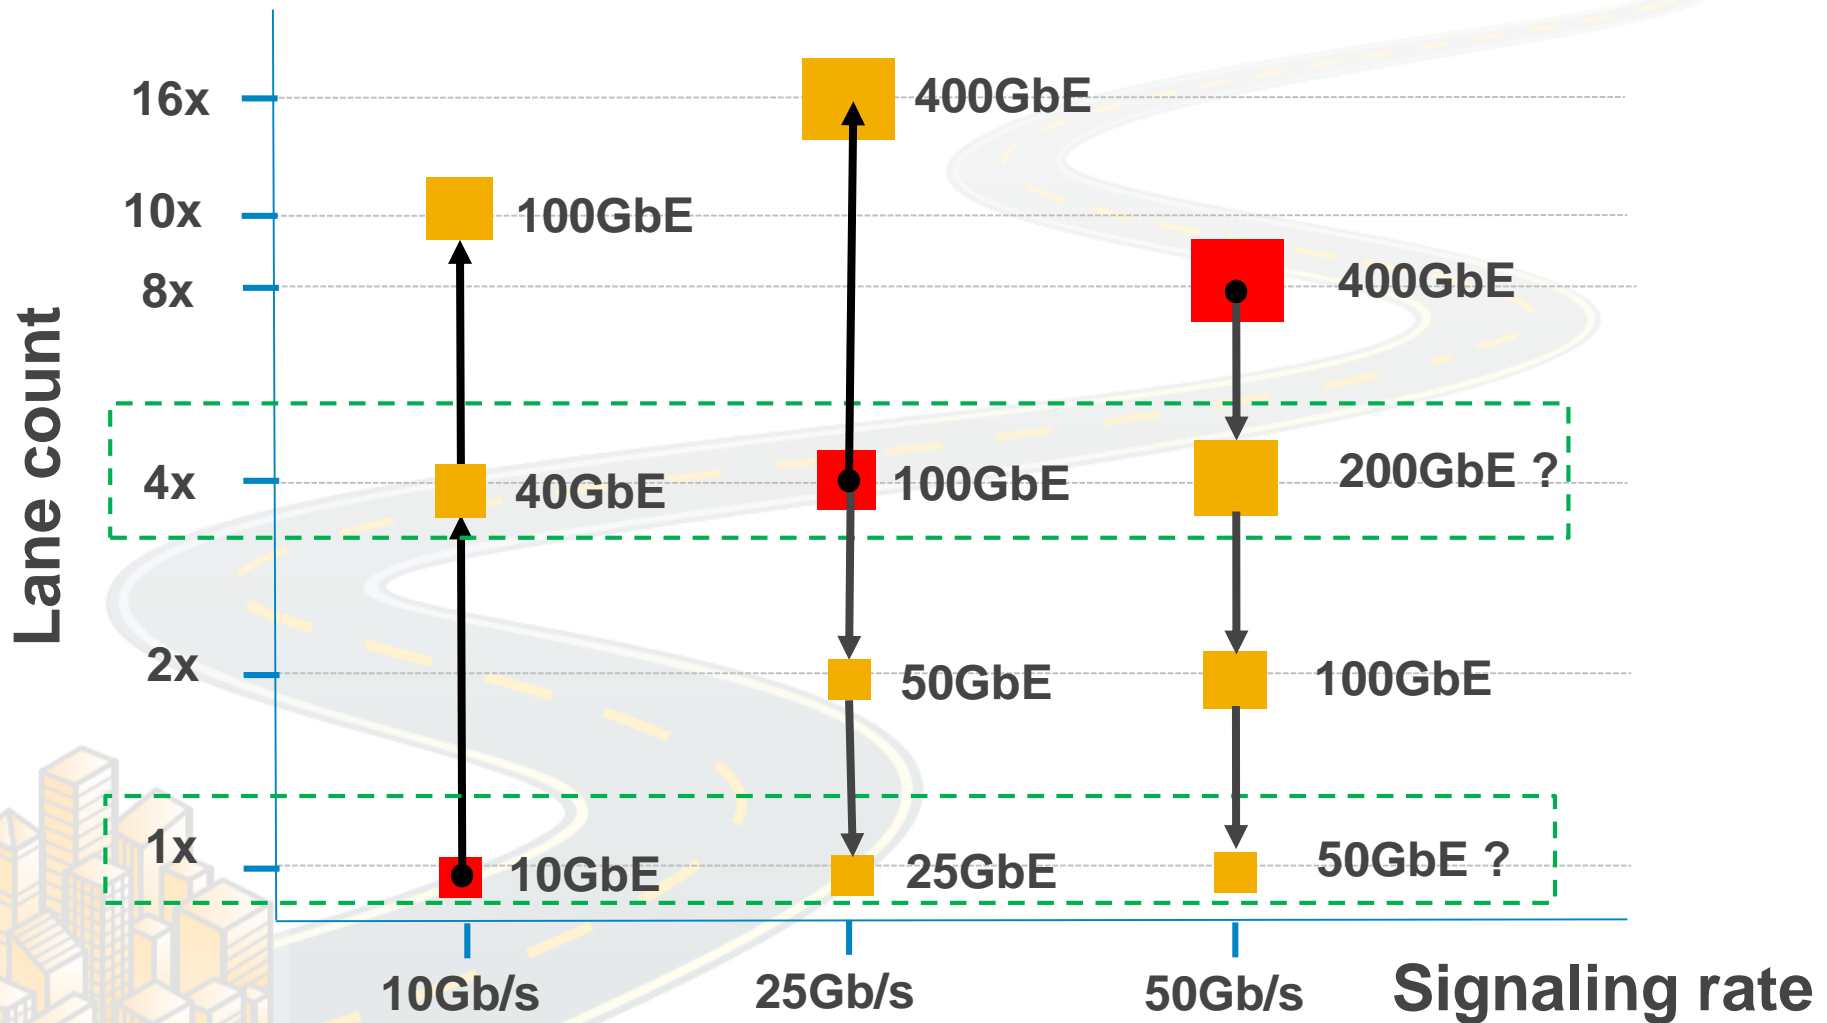 16x
400GbE
10x
100GbE
8x
400GbE
Lane count
4x
40GbE
100GbE
200GbE ?
2x
50GbE
100GbE
1x
10GbE
25GbE
50GbE ?
10Gb/s
25Gb/s
50Gb/s
Signaling rate